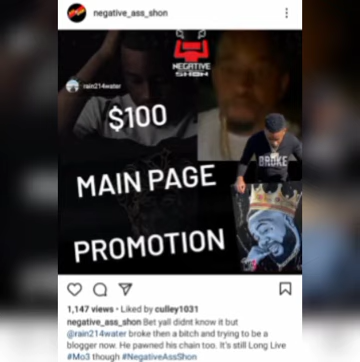 negative_ass_shon
NEGATIVE
SHON
rain214water
$100
BROKE
MAIN PAGE
PROMOTION
1,147 views • Liked by culley1031
negative_ass_shon Bet yall didnt know it but
@rain214water broke then a bitch and trying to be a
blogger now. He pawned his chain too. It's still Long Live
#Mo3 though #NegativeAssShon